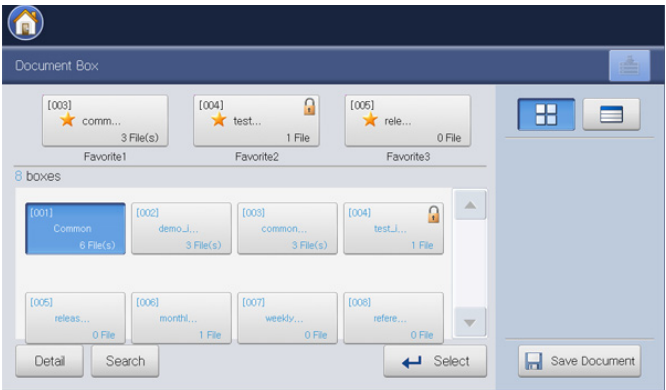 Document Box
[003]
comm...
3 File(s)
Favorite1
[004]
test...
1 File
Favorite2
[005]
rele...
0 File
Favorite3
8 boxes
[001]
Common
6 File(s)
[002]
demo_i...
3 File(s)
[003]
common...
3 File(s)
[004]
test_i...
1 File
[005]
releas...
0 File
[006]
monthl...
1 File
[007]
weekly...
0 File
[008]
refere...
0 File
Detail
Search
Select
Save Document